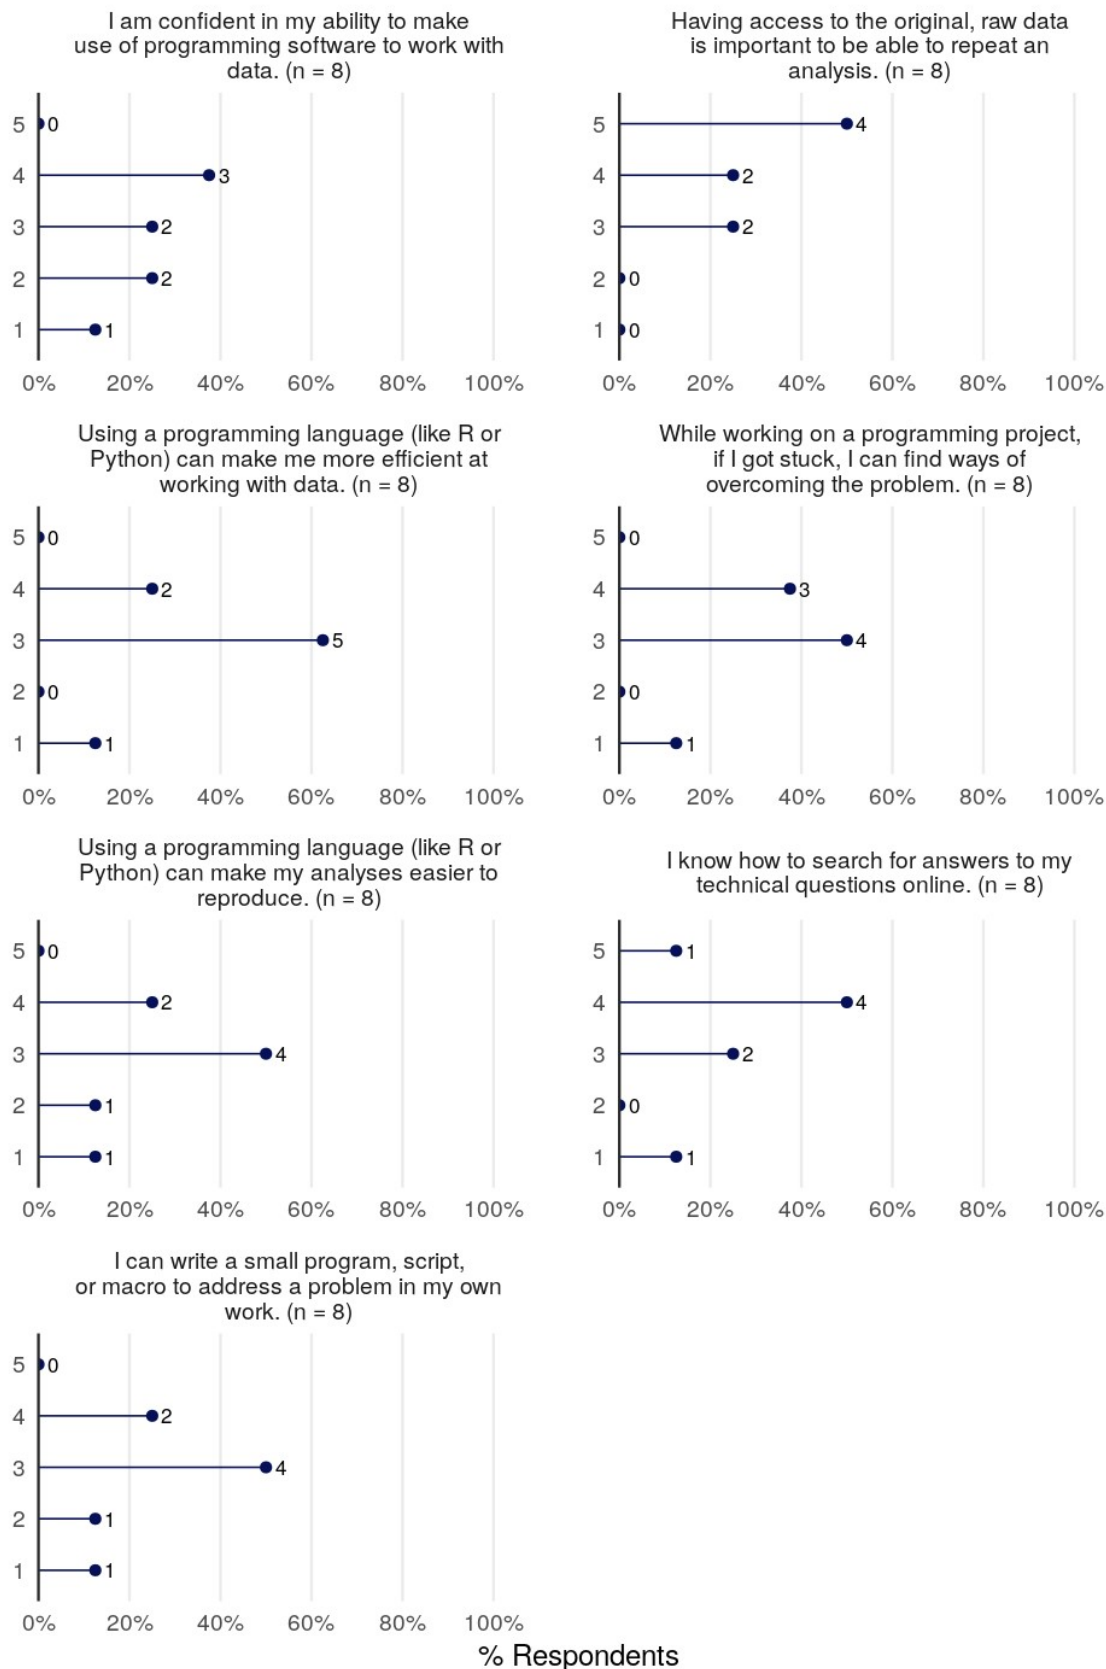 I am confident in my ability to make
use of programming software to work with
data. (n = 8)
5 0
4 3
3 2
2 2
1 1
0% 20% 40% 60% 80% 100%
Having access to the original, raw data
is important to be able to repeat an
analysis. (n = 8)
5 4
4 2
3 2
2 0
1 0
0% 20% 40% 60% 80% 100%
Using a programming language (like R or
Python) can make me more efficient at
working with data. (n = 8)
5 0
4 2
3 5
2 0
1 1
0% 20% 40% 60% 80% 100%
While working on a programming project,
if I got stuck, I can find ways of
overcoming the problem. (n = 8)
5 0
4 3
3 4
2 0
1 1
0% 20% 40% 60% 80% 100%
Using a programming language (like R or
Python) can make my analyses easier to
reproduce. (n = 8)
5 0
4 2
3 4
2 1
1 1
0% 20% 40% 60% 80% 100%
I know how to search for answers to my
technical questions online. (n = 8)
5 1
4 4
3 2
2 0
1 1
0% 20% 40% 60% 80% 100%
I can write a small program, script,
or macro to address a problem in my own
work. (n = 8)
5 0
4 2
3 4
2 1
1 1
0% 20% 40% 60% 80% 100%
% Respondents